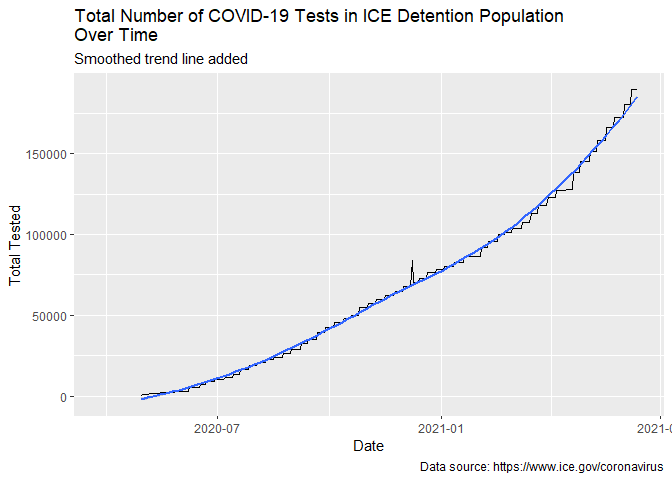 Total Number of COVID-19 Tests in ICE Detention Population
Over Time
Smoothed trend line added
Total Tested
150000
100000
50000
0
2020-07
2021-01
2021-0
Date
Data source: https://www.ice.gov/coronavirus